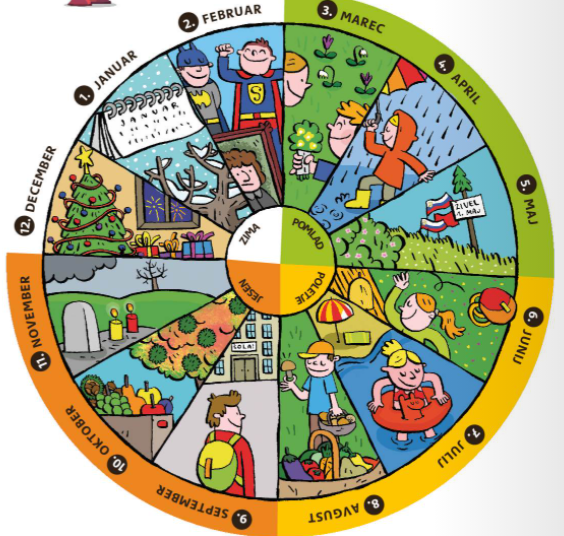 1. JANUAR
2. FEBRUAR
3. MAREC
4. APRIL
5. MAJ
6. JUNIJ
7. JULIJ
8. AVGUST
9. SEPTEMBER
10. OKTOBER
11. NOVEMBER
12. DECEMBER
ZIMA
POMLAD
POLETJE
JESEN
JANUAR
S
ŽIVEL
1. MAJ